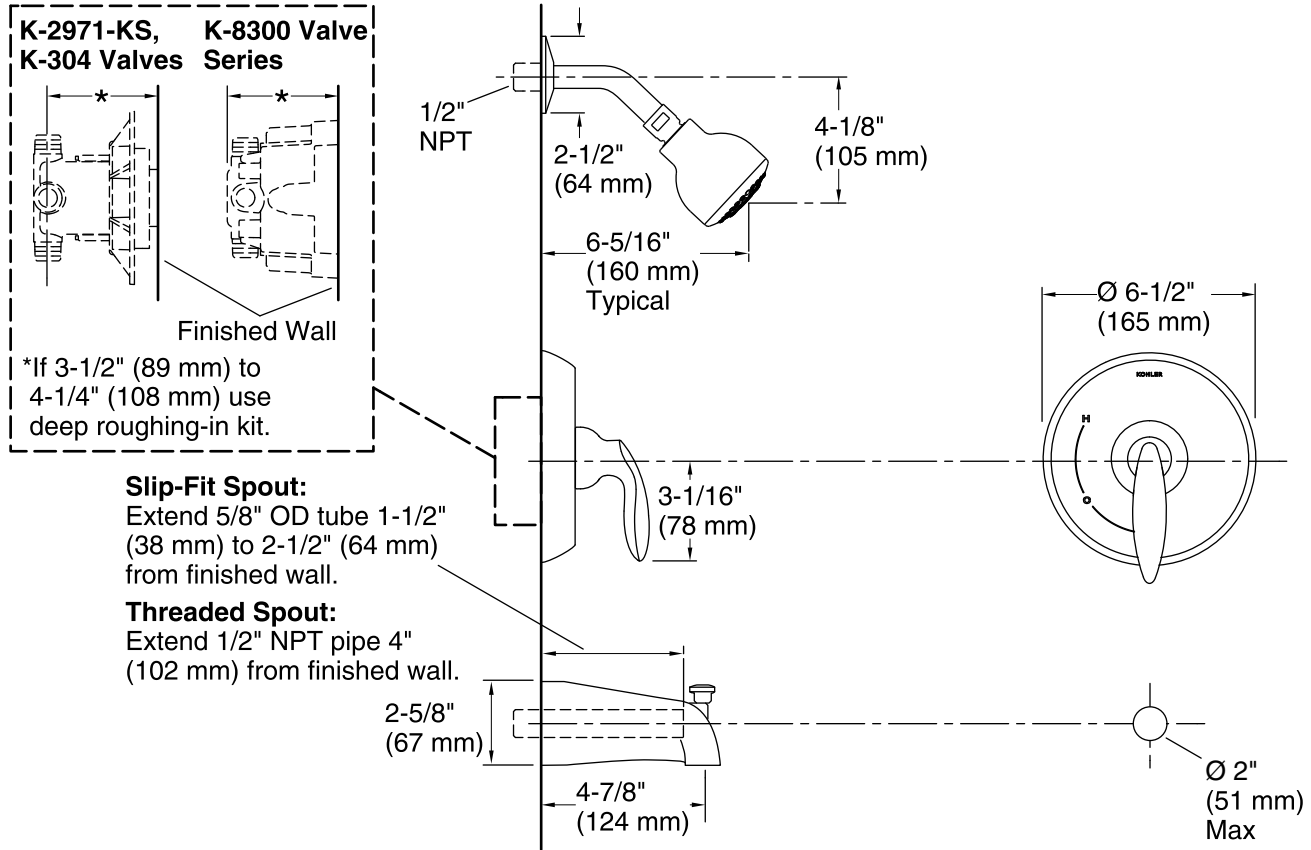 K-2971-KS,
K-304 Valves
K-8300 Valve
Series
*
*
Finished Wall
*If 3-1/2" (89 mm) to
4-1/4" (108 mm) use
deep roughing-in kit.
1/2"
NPT
2-1/2"
(64 mm)
4-1/8"
(105 mm)
6-5/16"
(160 mm)
Typical
Ø 6-1/2"
(165 mm)
KOHLER
H
O
3-1/16"
(78 mm)
Slip-Fit Spout:
Extend 5/8" OD tube 1-1/2"
(38 mm) to 2-1/2" (64 mm)
from finished wall.
Threaded Spout:
Extend 1/2" NPT pipe 4"
(102 mm) from finished wall.
2-5/8"
(67 mm)
4-7/8"
(124 mm)
Ø 2"
(51 mm)
Max